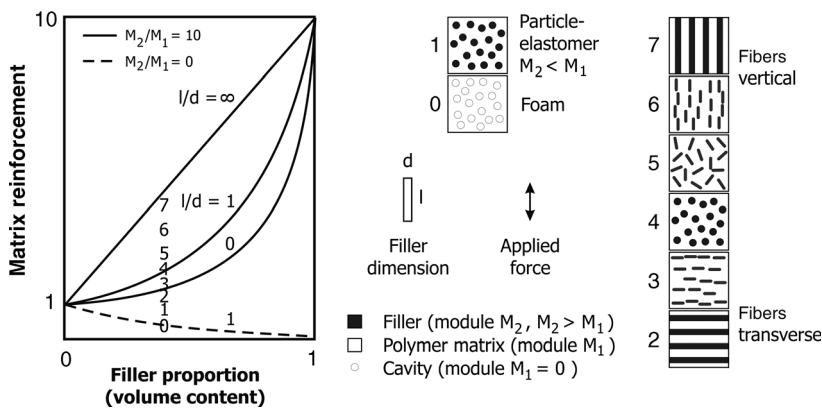 Matrix reinforcement
10
1
M₂/M₁ = 10
M₂/M₁ = 0
l/d = ∞
l/d = 1
0
1
7
6
5
4
3
2
1
0
0
1
Filler proportion
(volume content)
1
Particle-
elastomer
M₂ < M₁
0
Foam
d
l
Filler
dimension
Applied
force
Filler (module M₂, M₂ > M₁)
Polymer matrix (module M₁)
Cavity (module M₁ = 0)
7
Fibers
vertical
6
5
4
3
2
Fibers
transverse